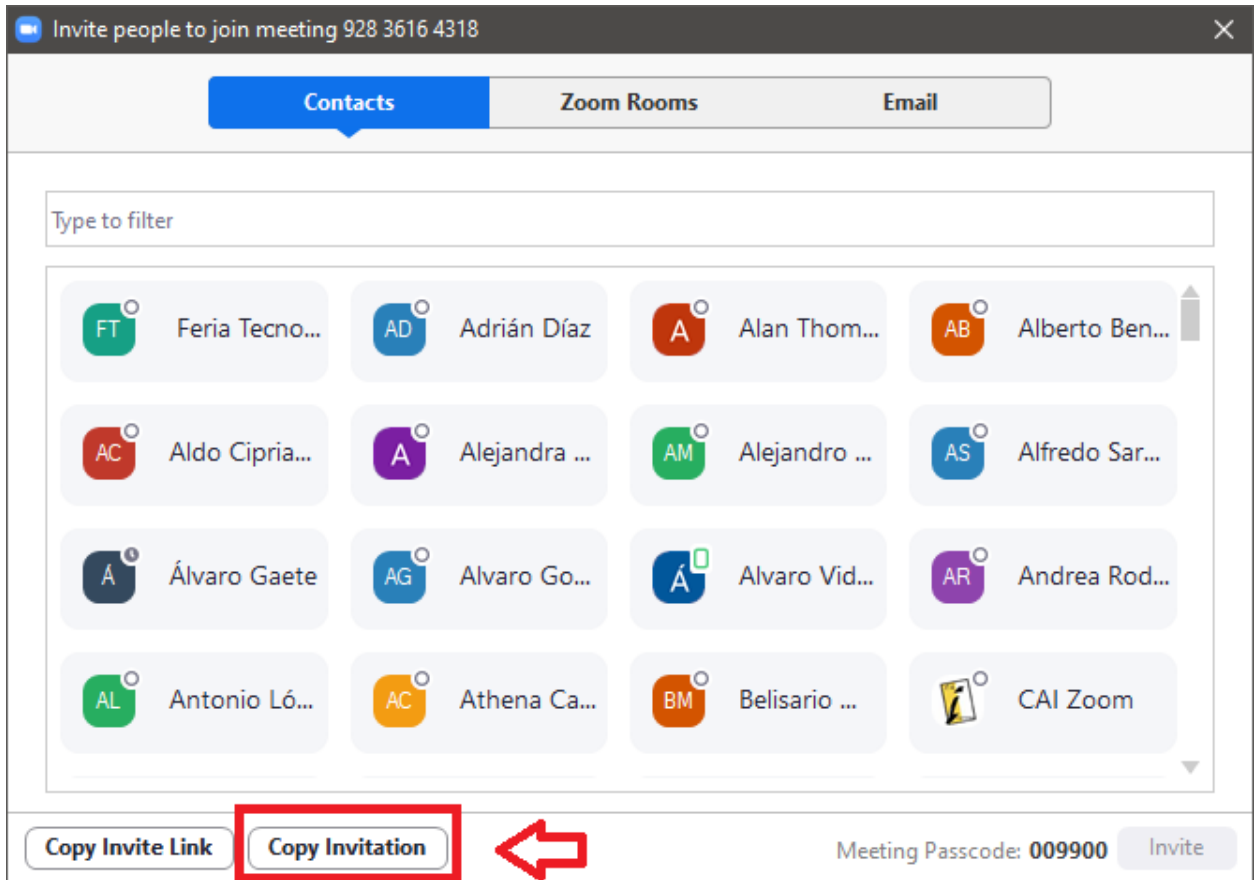 Invite people to join meeting 928 3616 4318
Contacts Zoom Rooms Email
Type to filter
FT Feria Tecno... AD Adrián Díaz A Alan Thom... AB Alberto Ben...
AC Aldo Cipria... A Alejandra ... AM Alejandro ... AS Alfredo Sar...
Á Álvaro Gaete AG Alvaro Go... Á Alvaro Vid... AR Andrea Rod...
AL Antonio Ló... AC Athena Ca... BM Belisario ... i CAI Zoom
Copy Invite Link Copy Invitation Meeting Passcode: 009900 Invite